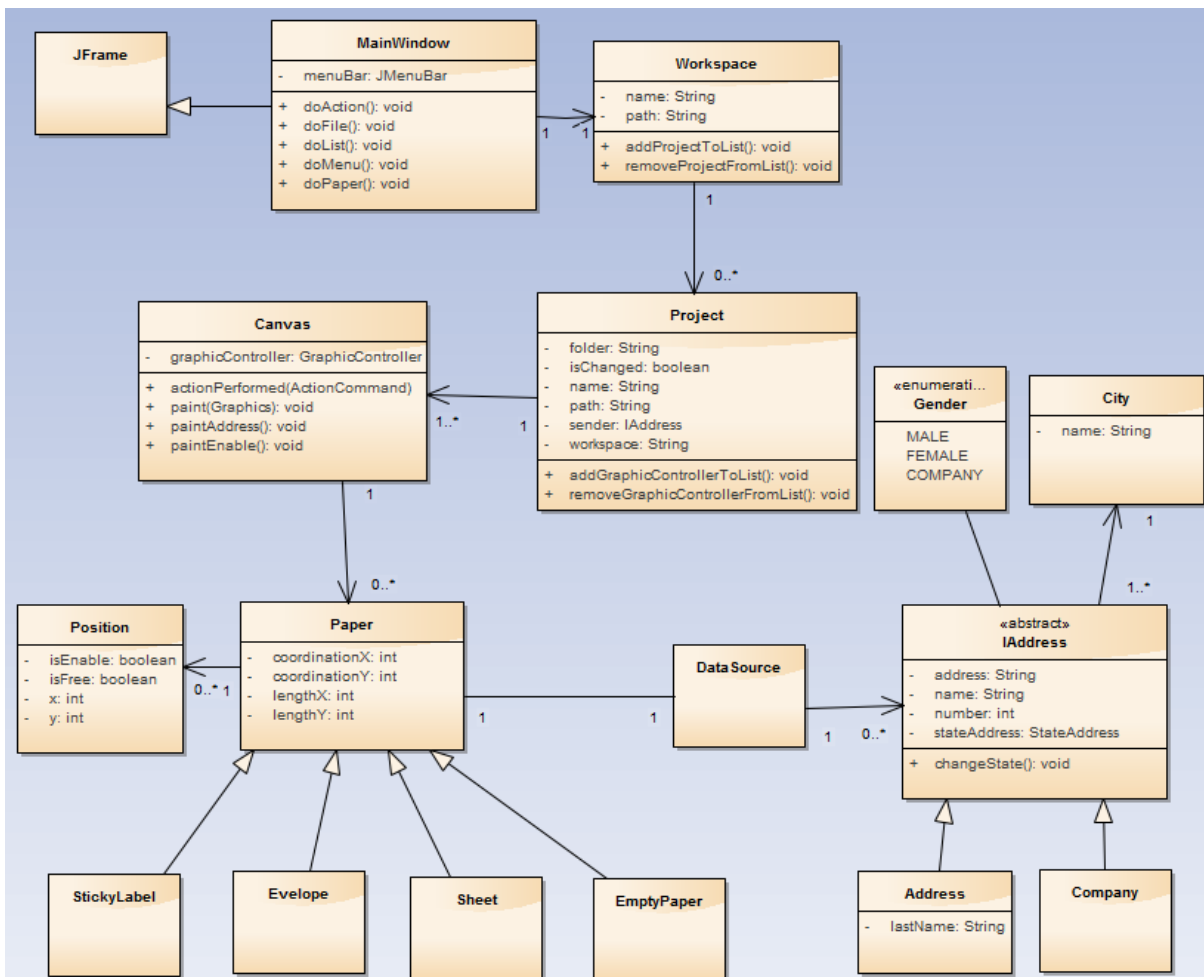 JFrame
MainWindow
- menuBar: JMenuBar
+ doAction(): void
+ doFile(): void
+ doList(): void
+ doMenu(): void
+ doPaper(): void
1
1
Workspace
- name: String
- path: String
+ addProjectToList(): void
+ removeProjectFromList(): void
1
0..*
Canvas
- graphicController: GraphicController
+ actionPerformed(ActionCommand)
+ paint(Graphics): void
+ paintAddress(): void
+ paintEnable(): void
1..*
1
Project
- folder: String
- isChanged: boolean
- name: String
- path: String
- sender: IAddress
- workspace: String
+ addGraphicControllerToList(): void
+ removeGraphicControllerFromList(): void
«enumerati...
Gender
MALE
FEMALE
COMPANY
City
- name: String
1
1
0..*
1..*
Position
- isEnable: boolean
- isFree: boolean
- x: int
- y: int
0..*
1
Paper
- coordinationX: int
- coordinationY: int
- lengthX: int
- lengthY: int
1
1
DataSource
1
0..*
«abstract»
IAddress
- address: String
- name: String
- number: int
- stateAddress: StateAddress
+ changeState(): void
StickyLabel
Evelope
Sheet
EmptyPaper
Address
- lastName: String
Company